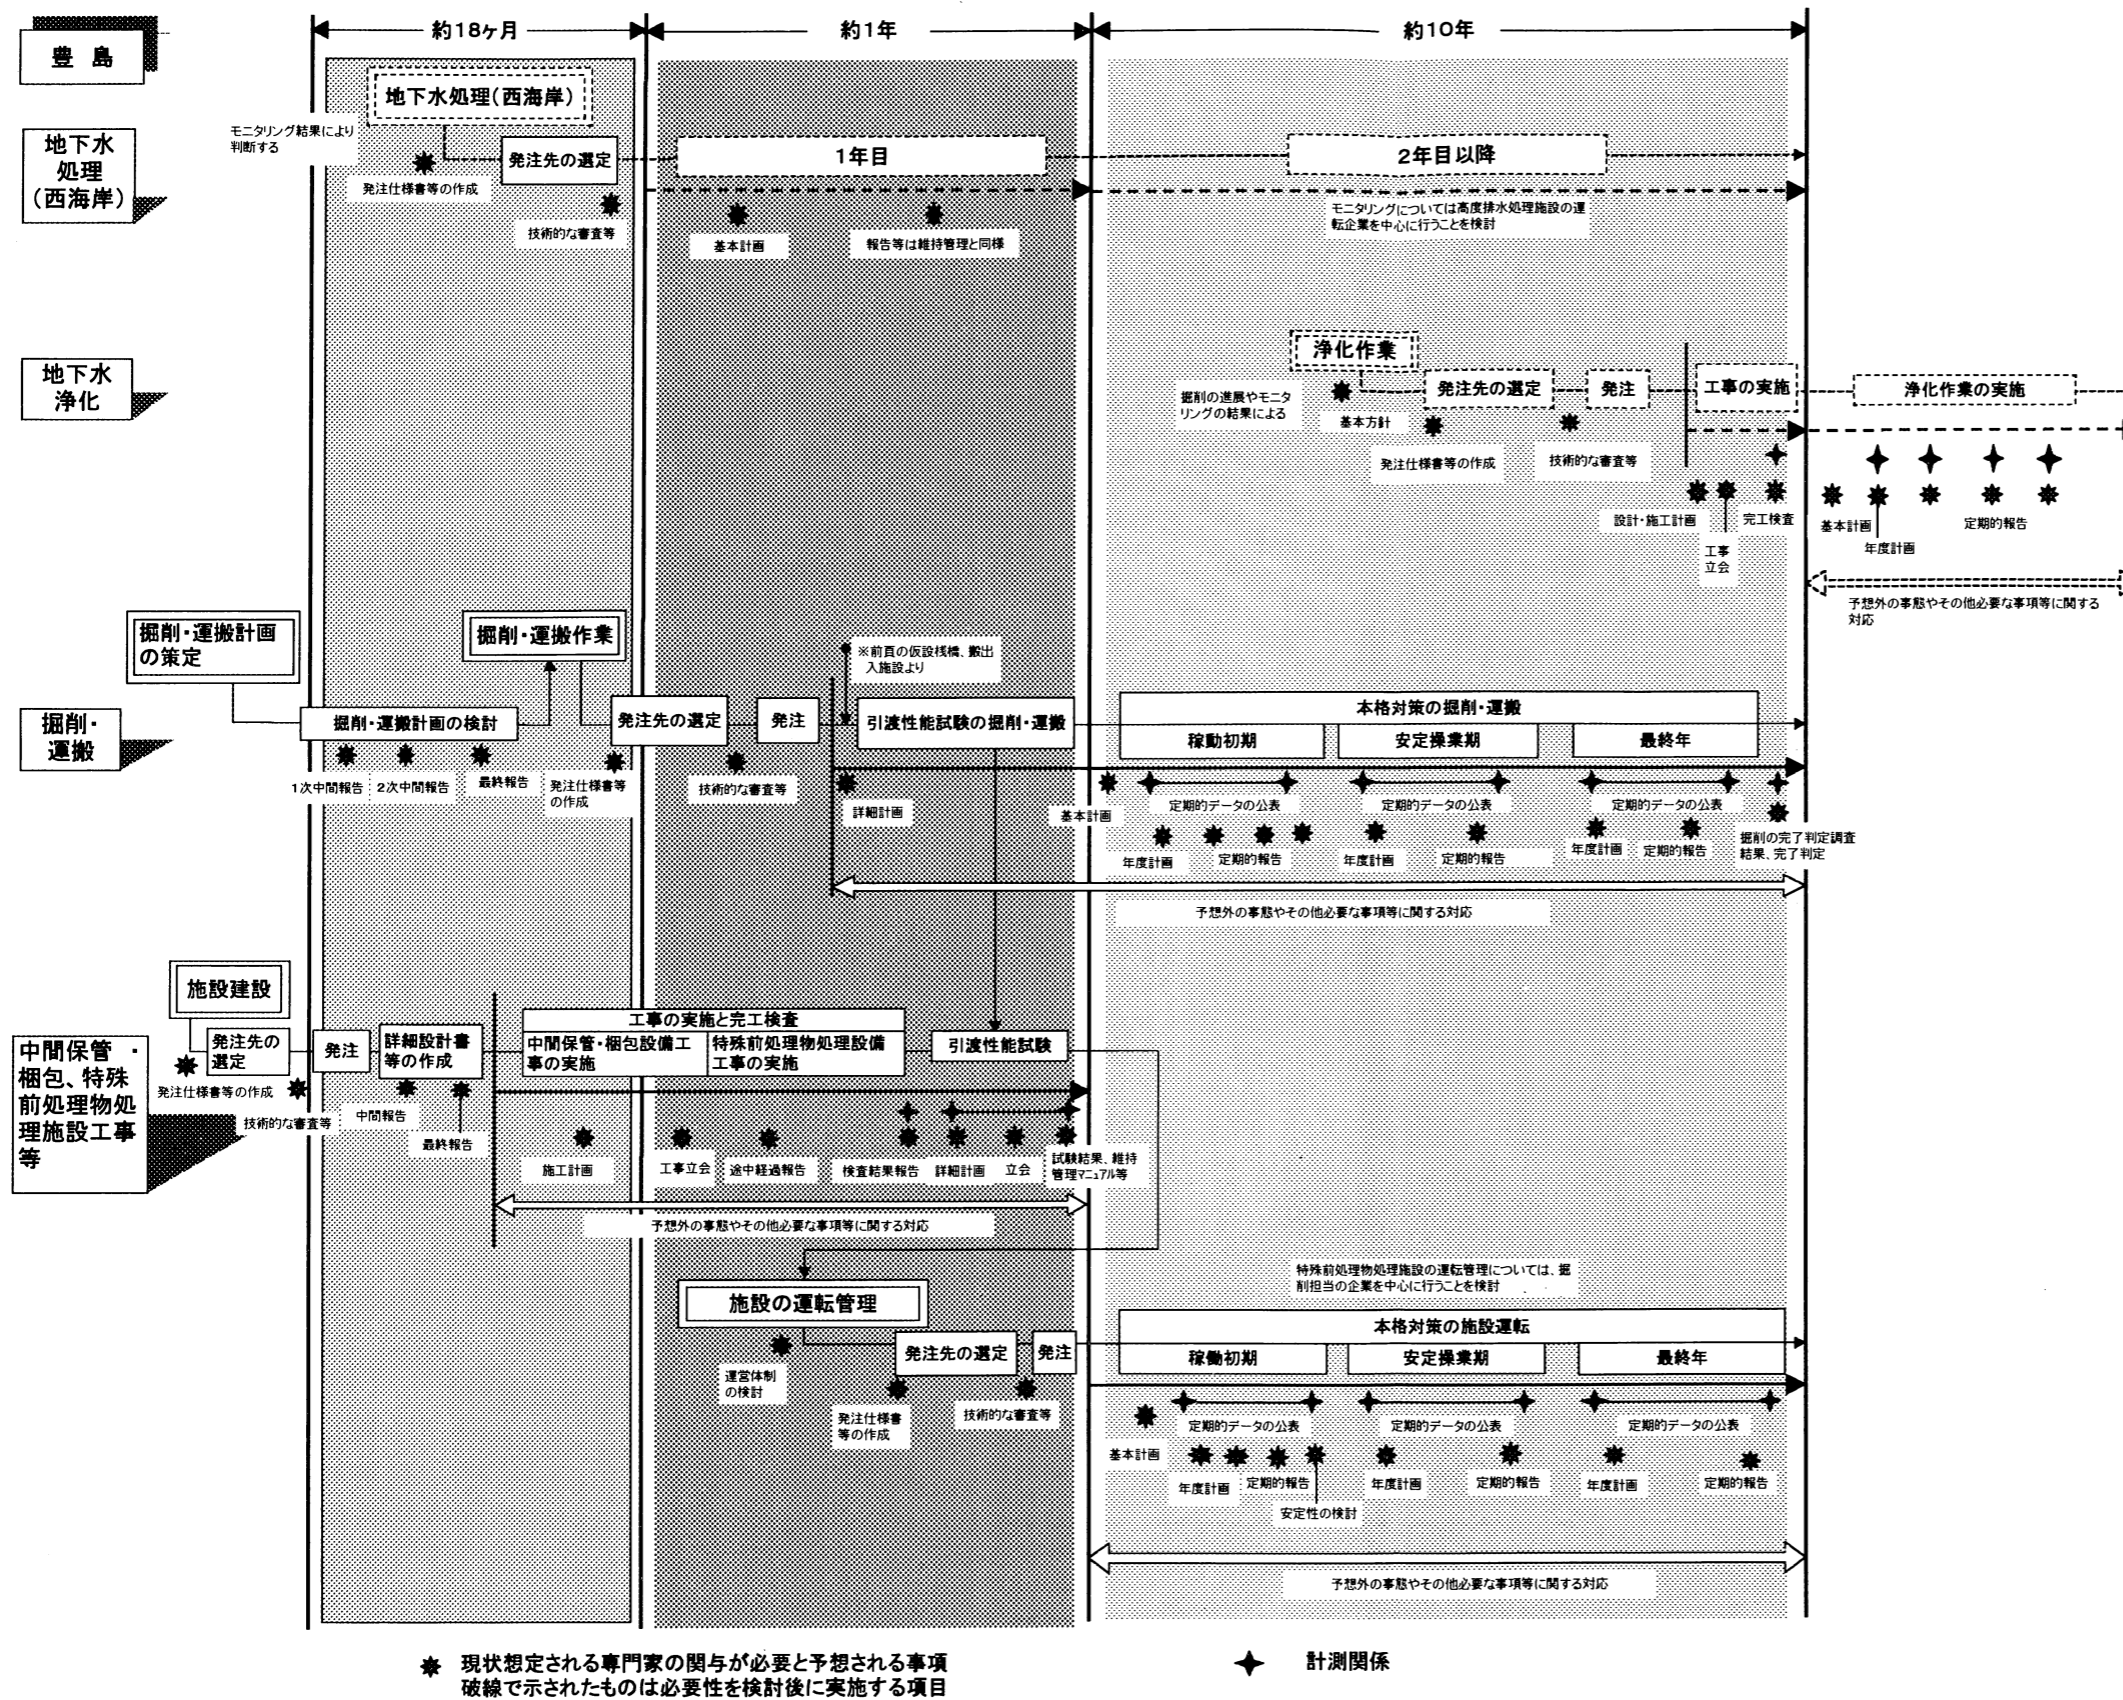 豊 島
約18ヶ月
約1年
約10年
地下水
処理
(西海岸)
モニタリング結果により
判断する
地下水処理(西海岸)
発注仕様書等の作成
発注先の選定
技術的な審査等
1年目
基本計画
報告等は維持管理と同様
2年目以降
モニタリングについては高度排水処理施設の運
転企業を中心に行うことを検討
地下水
浄化
浄化作業
掘削の進展やモニタ
リングの結果による
基本方針
発注先の選定
発注
工事の実施
浄化作業の実施
発注仕様書等の作成
技術的な審査等
設計・施工計画
工事
立会
完工検査
基本計画
年度計画
定期的報告
予想外の事態やその他必要な事項等に関する
対応
掘削・運搬計画
の策定
掘削・運搬作業
※前頁の仮設桟橋、搬出
入施設より
掘削・
運搬
掘削・運搬計画の検討
発注先の選定
発注
引渡性能試験の掘削・運搬
本格対策の掘削・運搬
稼動初期
安定操業期
最終年
1次中間報告
2次中間報告
最終報告
発注仕様書等
の作成
技術的な審査等
詳細計画
基本計画
定期的データの公表
定期的データの公表
定期的データの公表
年度計画
定期的報告
年度計画
定期的報告
年度計画
定期的報告
掘削の完了判定調査
結果、完了判定
予想外の事態やその他必要な事項等に関する対応
施設建設
中間保管・
梱包、特殊
前処理物処
理施設工事
等
発注先の
選定
発注
詳細設計書
等の作成
工事の実施と完工検査
中間保管・梱包設備工
事の実施
特殊前処理物処理設備
工事の実施
引渡性能試験
発注仕様書等の作成
技術的な審査等
中間報告
最終報告
施工計画
工事立会
途中経過報告
検査結果報告
詳細計画
立会
試験結果、維持
管理マニュアル等
予想外の事態やその他必要な事項等に関する対応
施設の運転管理
特殊前処理物処理施設の運転管理については、掘
削担当の企業を中心に行うことを検討
運営体制
の検討
発注先の選定
発注
発注仕様書
等の作成
技術的な審査等
本格対策の施設運転
稼働初期
安定操業期
最終年
基本計画
定期的データの公表
定期的データの公表
定期的データの公表
年度計画
定期的報告
安定性の検討
年度計画
定期的報告
年度計画
定期的報告
予想外の事態やその他必要な事項等に関する対応
現状想定される専門家の関与が必要と予想される事項
破線で示されたものは必要性を検討後に実施する項目
計測関係